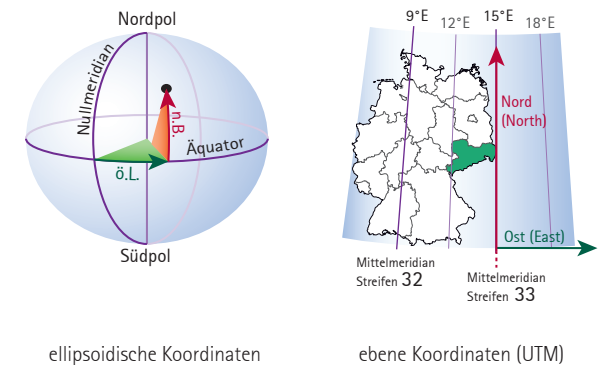 Nordpol
Nullmeridian
n.B.
Äquator
ö.L.
Südpol
ellipsoidische Koordinaten
9°E 12°E 15°E 18°E
Nord
(North)
Ost (East)
Mittelmeridian
Streifen 32
Mittelmeridian
Streifen 33
ebene Koordinaten (UTM)